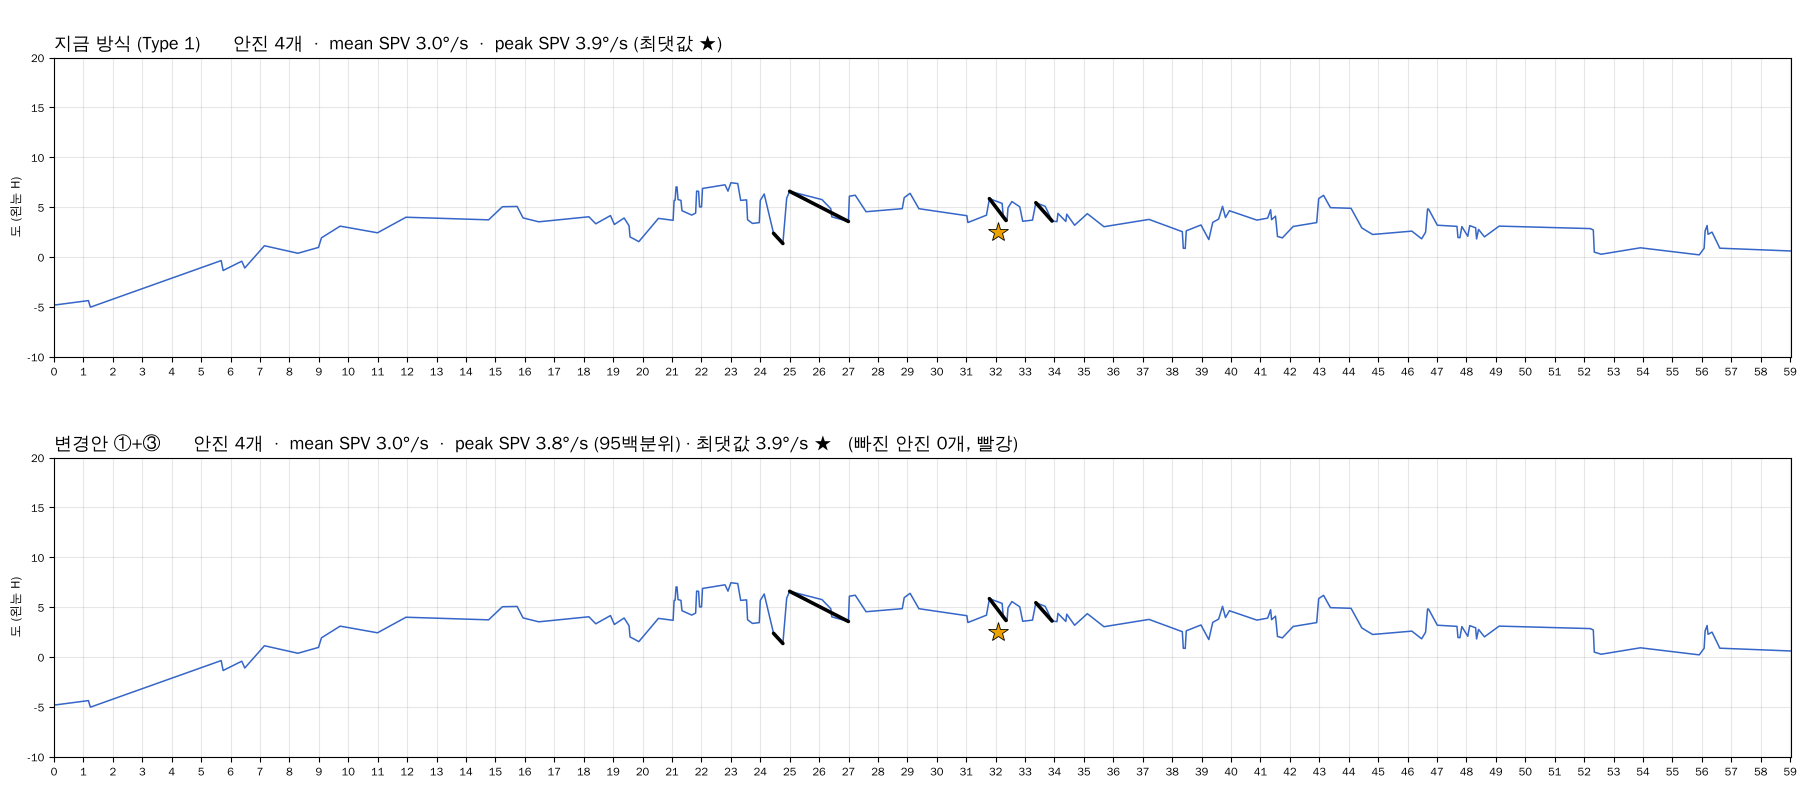 지금 방식 (Type 1)      안진 4개  ·  mean SPV 3.0°/s  ·  peak SPV 3.9°/s (최댓값 ★)
20
15
10
5
0
-5
-10
도 (왼눈 H)
0 1 2 3 4 5 6 7 8 9 10 11 12 13 14 15 16 17 18 19 20 21 22 23 24 25 26 27 28 29 30 31 32 33 34 35 36 37 38 39 40 41 42 43 44 45 46 47 48 49 50 51 52 53 54 55 56 57 58 59
변경안 ①+③      안진 4개  ·  mean SPV 3.0°/s  ·  peak SPV 3.8°/s (95백분위) · 최댓값 3.9°/s ★   (빠진 안진 0개, 빨강)
20
15
10
5
0
-5
-10
도 (왼눈 H)
0 1 2 3 4 5 6 7 8 9 10 11 12 13 14 15 16 17 18 19 20 21 22 23 24 25 26 27 28 29 30 31 32 33 34 35 36 37 38 39 40 41 42 43 44 45 46 47 48 49 50 51 52 53 54 55 56 57 58 59